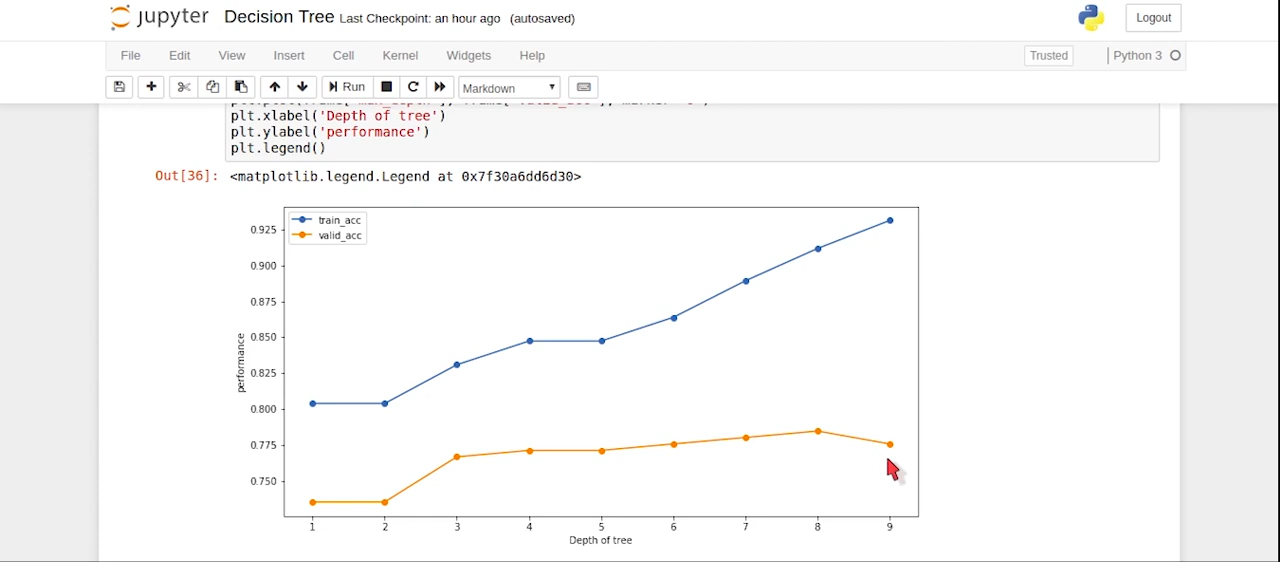 jupyter Decision Tree Last Checkpoint: an hour ago (autosaved) Logout
File Edit View Insert Cell Kernel Widgets Help Trusted Python 3
Run Markdown
plt.xlabel('Depth of tree')
plt.ylabel('performance')
plt.legend()
Out[36]: <matplotlib.legend.Legend at 0x7f30a6dd6d30>
train_acc
valid_acc
0.925
0.900
0.875
0.850
0.825
0.800
0.775
0.750
performance
1 2 3 4 5 6 7 8 9
Depth of tree